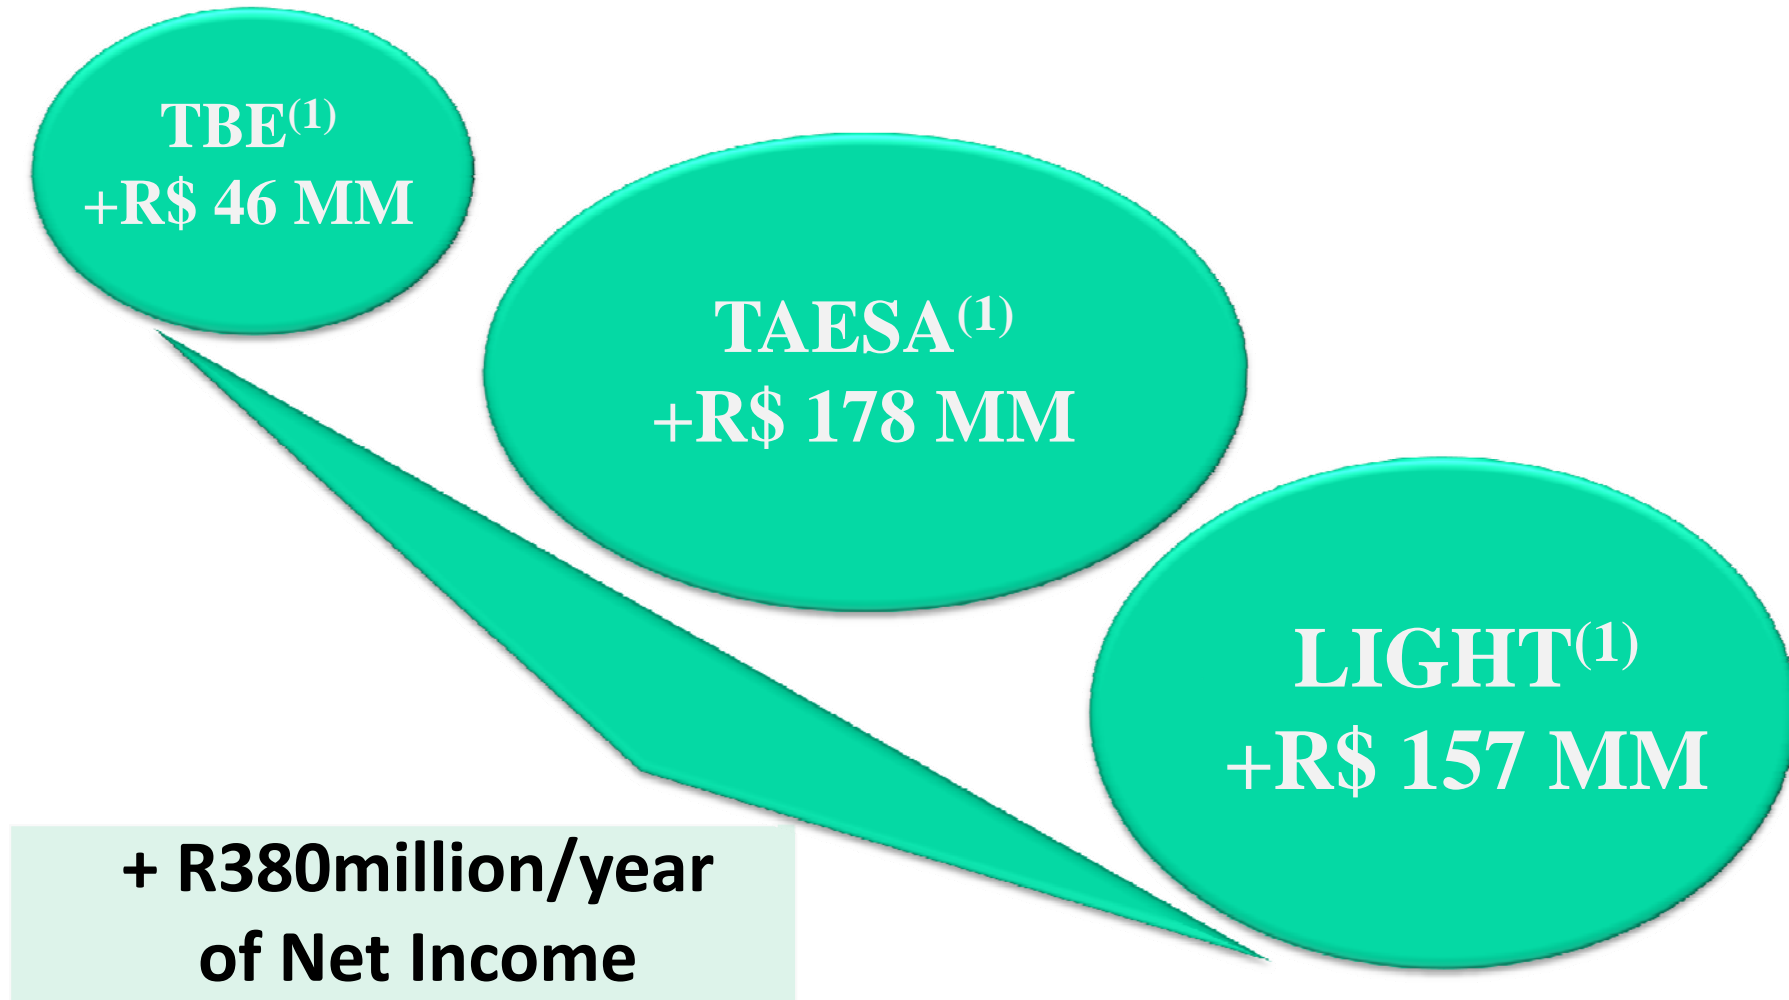 TBE(1)
+R$ 46 MM
TAESA(1)
+R$ 178 MM
LIGHT(1)
+R$ 157 MM
+ R380million/year
of Net Income